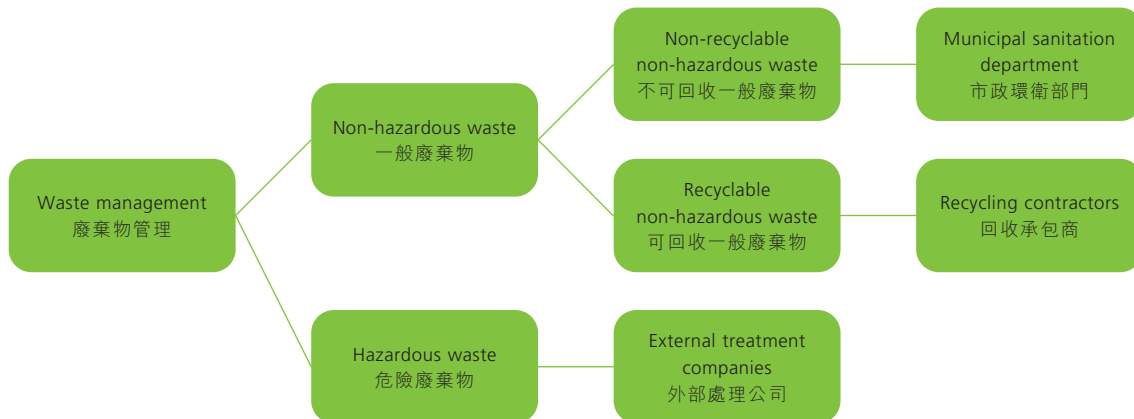 Waste management
廢棄物管理
Non-hazardous waste
一般廢棄物
Non-recyclable
non-hazardous waste
不可回收一般廢棄物
Municipal sanitation
department
市政環衛部門
Recyclable
non-hazardous waste
可回收一般廢棄物
Recycling contractors
回收承包商
Hazardous waste
危險廢棄物
External treatment
companies
外部處理公司